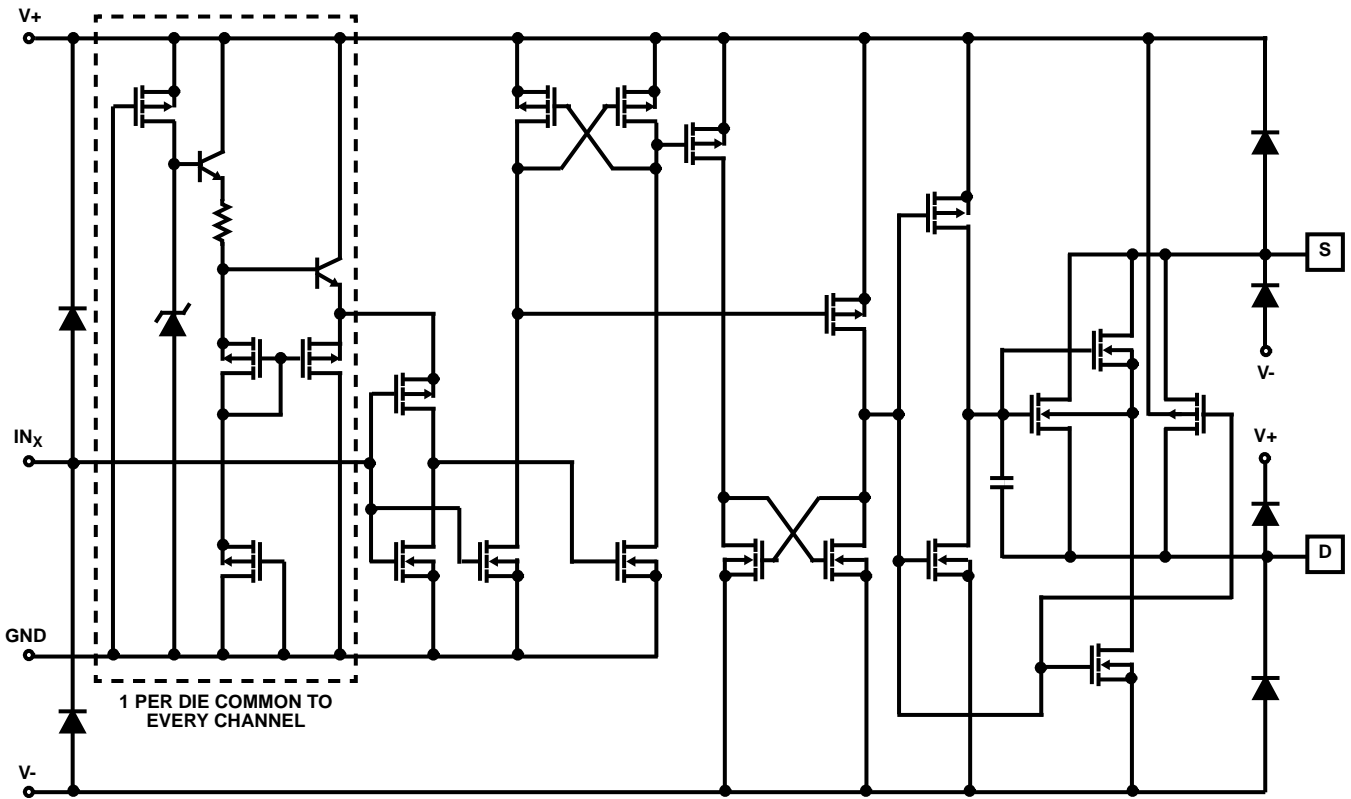 V+
S
V-
IN_X
V+
D
GND
1 PER DIE COMMON TO
EVERY CHANNEL
V-